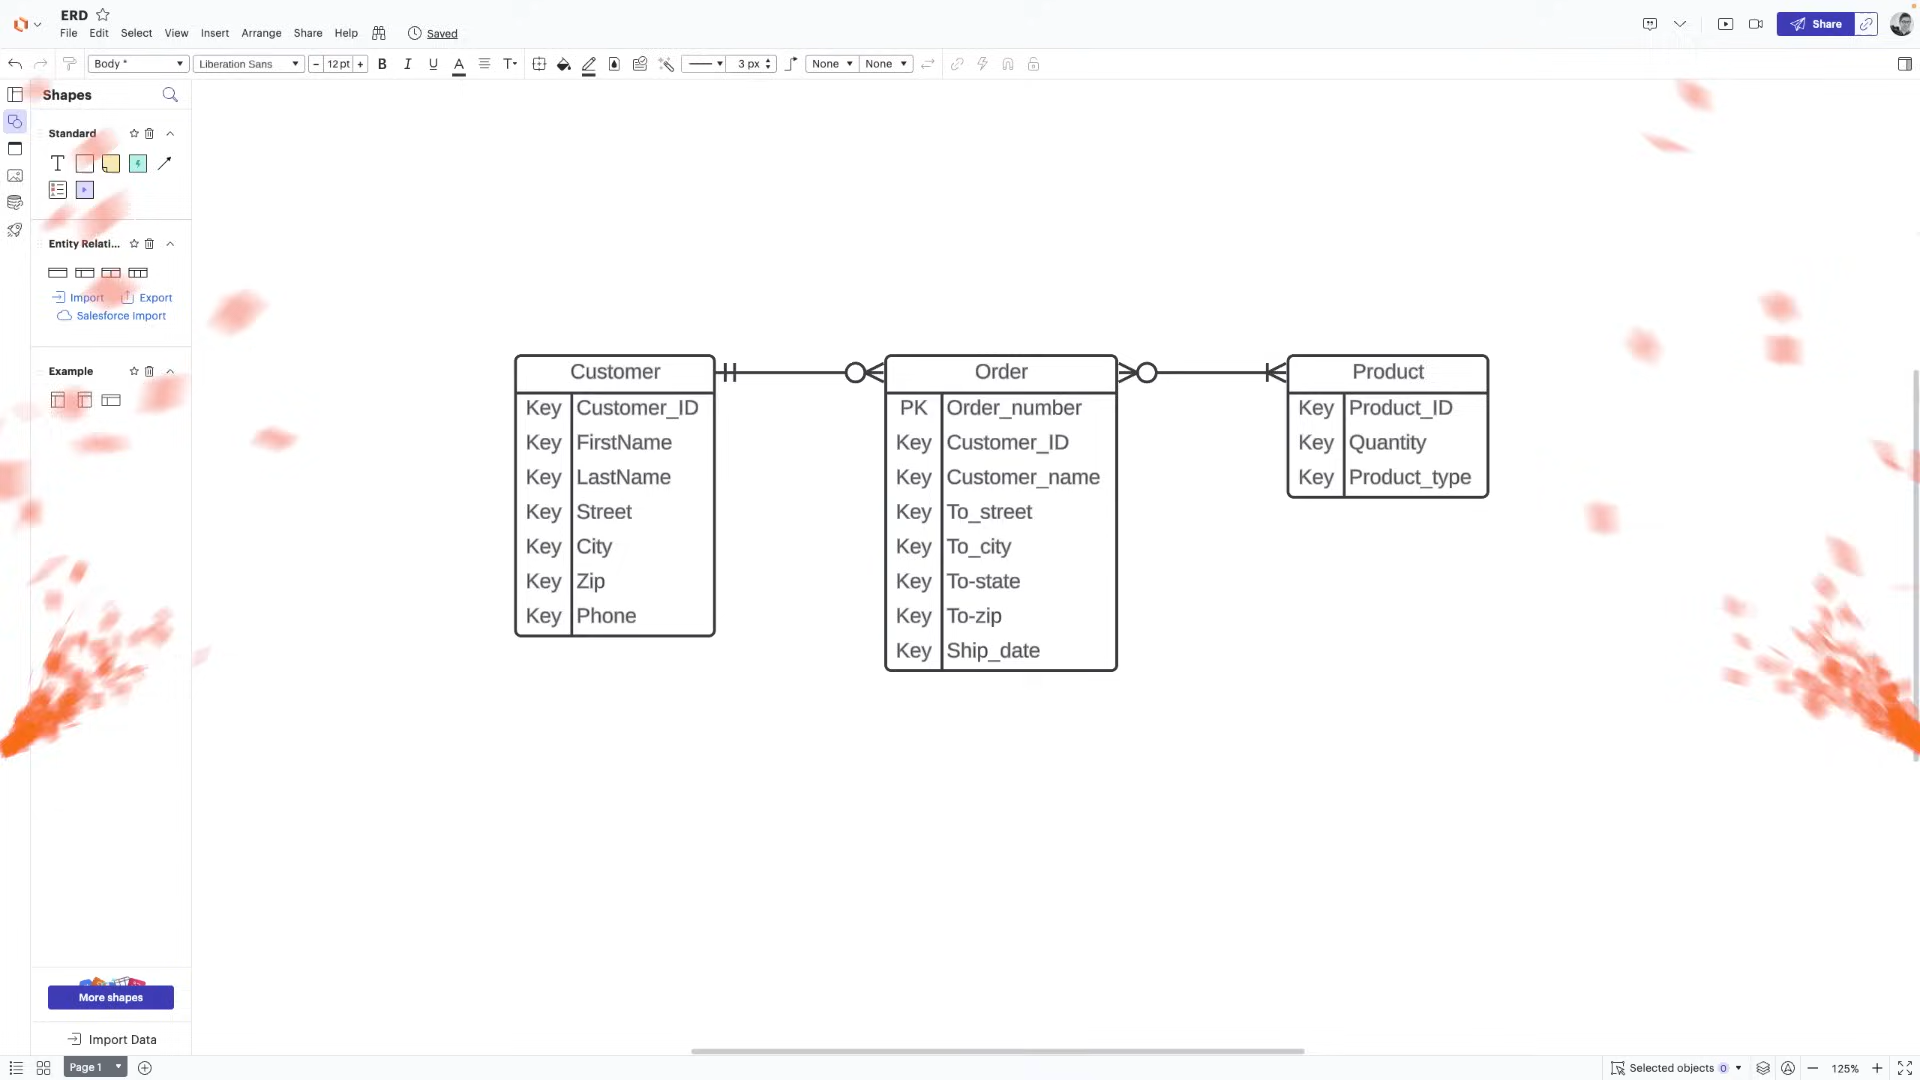 ERD
File Edit Select View Insert Arrange Share Help Saved
Share
Body * Liberation Sans − 12 pt + B I U A T 3 px None None
Shapes
Standard
T
Entity Relati...
Import Export
Salesforce Import
Example
More shapes
Import Data
Customer
Key Customer_ID
Key FirstName
Key LastName
Key Street
Key City
Key Zip
Key Phone
Order
PK Order_number
Key Customer_ID
Key Customer_name
Key To_street
Key To_city
Key To-state
Key To-zip
Key Ship_date
Product
Key Product_ID
Key Quantity
Key Product_type
Page 1
Selected objects 0
125%